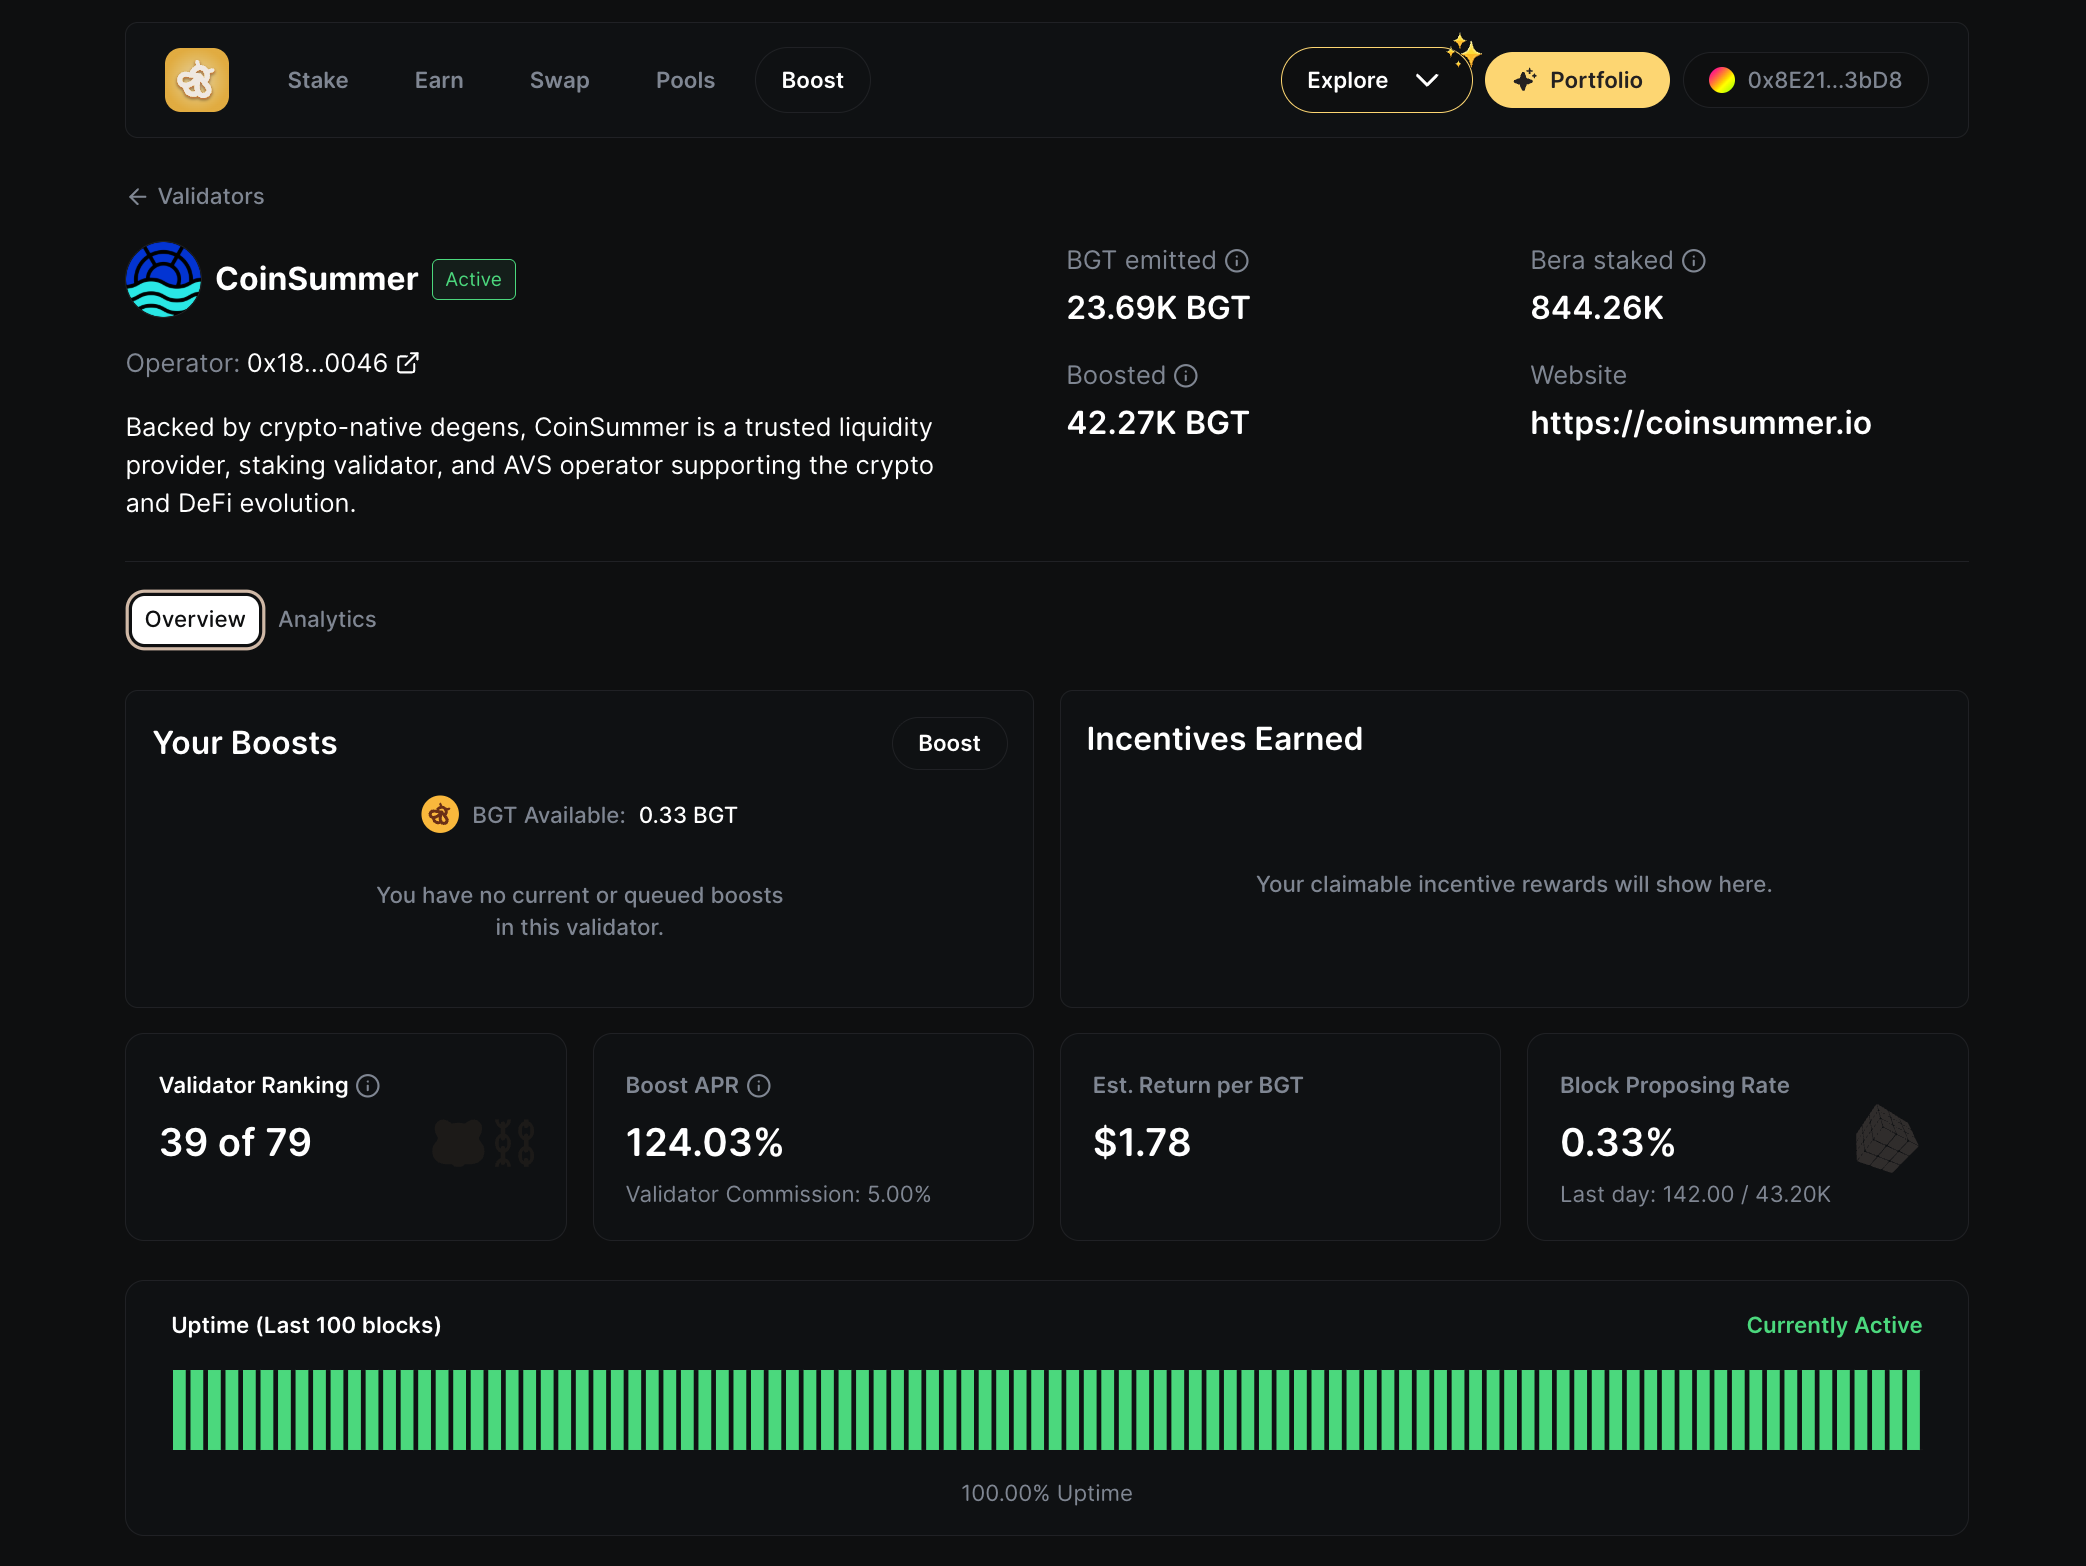 Stake
Earn
Swap
Pools
Boost
Explore
Portfolio
0x8E21...3bD8
Validators
CoinSummer
Active
Operator: 0x18...0046
Backed by crypto-native degens, CoinSummer is a trusted liquidity
provider, staking validator, and AVS operator supporting the crypto
and DeFi evolution.
BGT emitted
23.69K BGT
Bera staked
844.26K
Boosted
42.27K BGT
Website
https://coinsummer.io
Overview
Analytics
Your Boosts
Boost
BGT Available: 0.33 BGT
You have no current or queued boosts
in this validator.
Incentives Earned
Your claimable incentive rewards will show here.
Validator Ranking
39 of 79
Boost APR
124.03%
Validator Commission: 5.00%
Est. Return per BGT
$1.78
Block Proposing Rate
0.33%
Last day: 142.00 / 43.20K
Uptime (Last 100 blocks)
Currently Active
100.00% Uptime